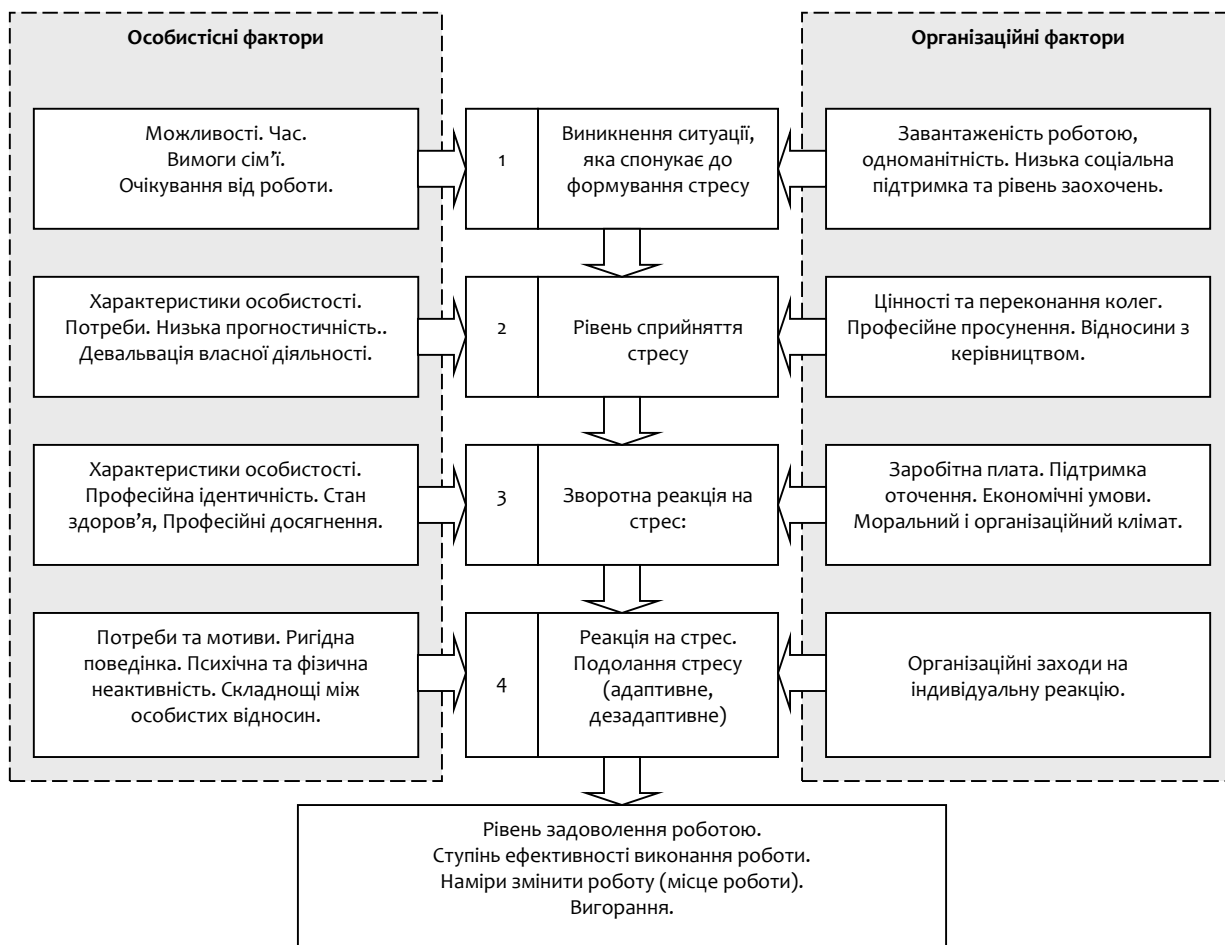 Особистісні фактори
Організаційні фактори
Можливості. Час.
Вимоги сім’ї.
Очікування від роботи.
1
Виникнення ситуації,
яка спонукає до
формування стресу
Завантаженість роботою,
одноманітність. Низька соціальна
підтримка та рівень заохочень.
Характеристики особистості.
Потреби. Низька прогностичність..
Девальвація власної діяльності.
2
Рівень сприйняття
стресу
Цінності та переконання колег.
Професійне просунення. Відносини з
керівництвом.
Характеристики особистості.
Професійна ідентичність. Стан
здоров’я, Професійні досягнення.
3
Зворотна реакція на
стрес:
Заробітна плата. Підтримка
оточення. Економічні умови.
Моральний і організаційний клімат.
Потреби та мотиви. Ригідна
поведінка. Психічна та фізична
неактивність. Складнощі між
особистих відносин.
4
Реакція на стрес.
Подолання стресу
(адаптивне,
дезадаптивне)
Організаційні заходи на
індивідуальну реакцію.
Рівень задоволення роботою.
Ступінь ефективності виконання роботи.
Наміри змінити роботу (місце роботи).
Вигорання.